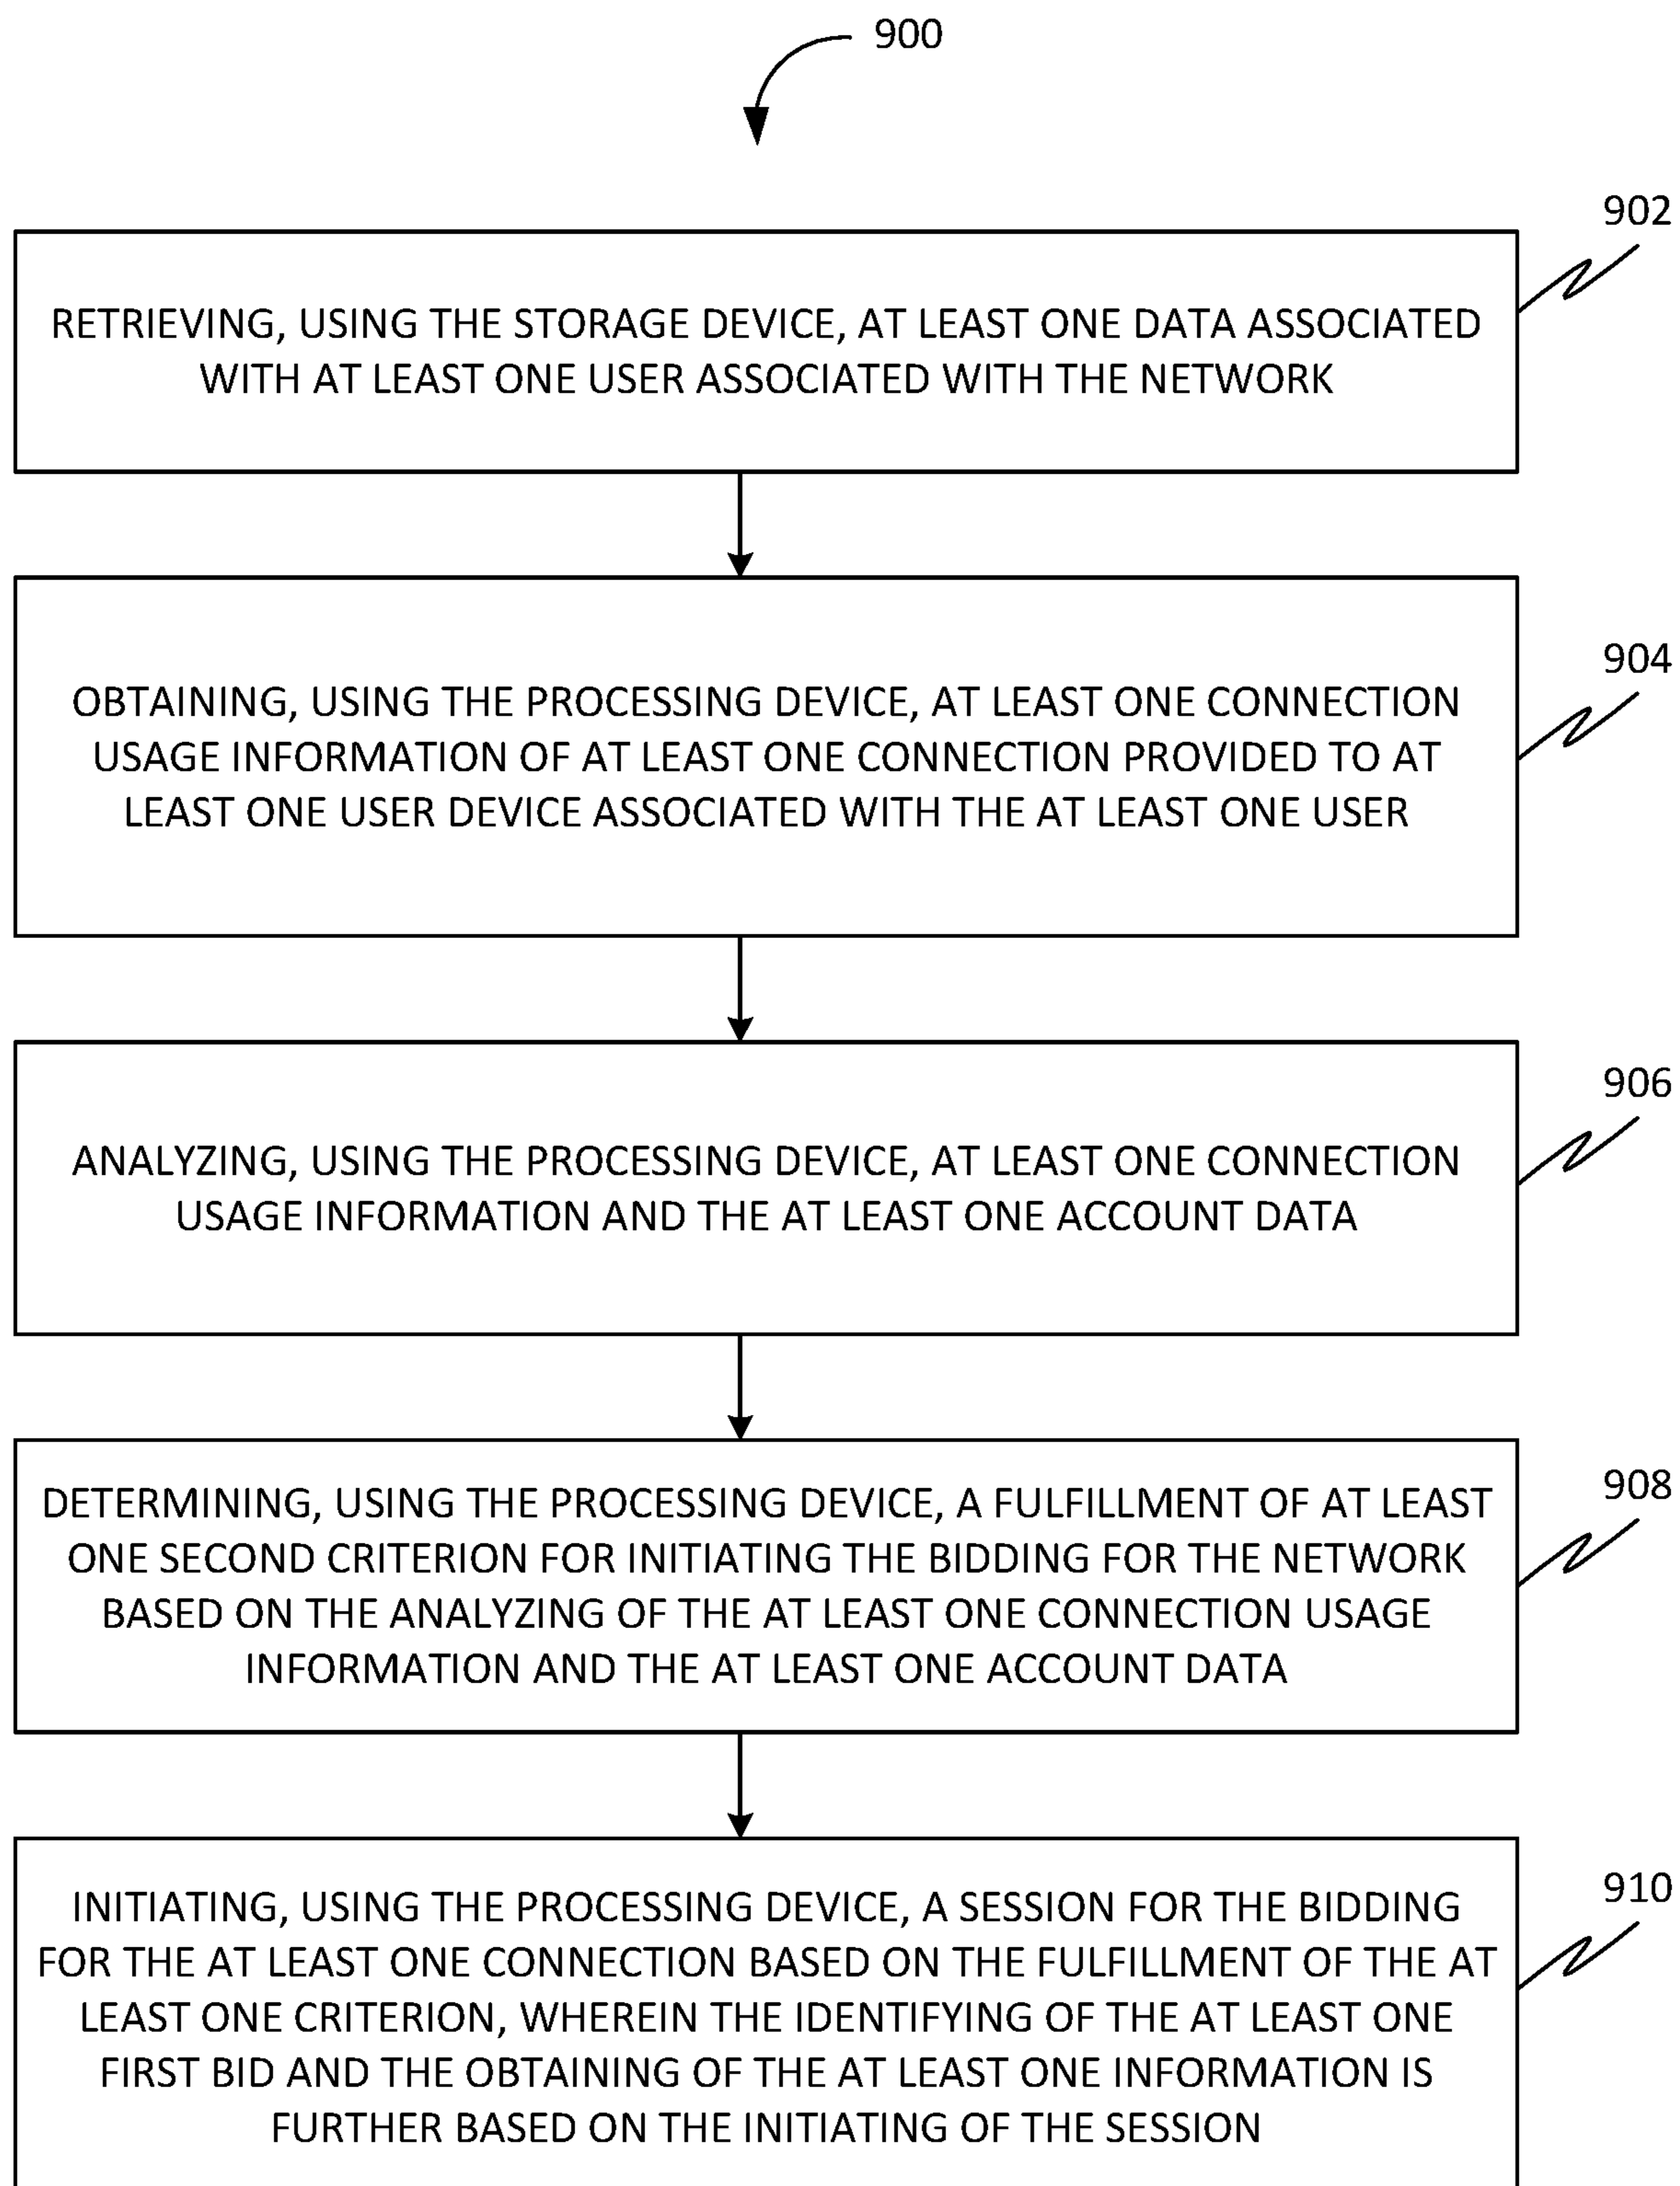 900
902
RETRIEVING, USING THE STORAGE DEVICE, AT LEAST ONE DATA ASSOCIATED
WITH AT LEAST ONE USER ASSOCIATED WITH THE NETWORK
904
OBTAINING, USING THE PROCESSING DEVICE, AT LEAST ONE CONNECTION
USAGE INFORMATION OF AT LEAST ONE CONNECTION PROVIDED TO AT
LEAST ONE USER DEVICE ASSOCIATED WITH THE AT LEAST ONE USER
906
ANALYZING, USING THE PROCESSING DEVICE, AT LEAST ONE CONNECTION
USAGE INFORMATION AND THE AT LEAST ONE ACCOUNT DATA
908
DETERMINING, USING THE PROCESSING DEVICE, A FULFILLMENT OF AT LEAST
ONE SECOND CRITERION FOR INITIATING THE BIDDING FOR THE NETWORK
BASED ON THE ANALYZING OF THE AT LEAST ONE CONNECTION USAGE
INFORMATION AND THE AT LEAST ONE ACCOUNT DATA
910
INITIATING, USING THE PROCESSING DEVICE, A SESSION FOR THE BIDDING
FOR THE AT LEAST ONE CONNECTION BASED ON THE FULFILLMENT OF THE AT
LEAST ONE CRITERION, WHEREIN THE IDENTIFYING OF THE AT LEAST ONE
FIRST BID AND THE OBTAINING OF THE AT LEAST ONE INFORMATION IS
FURTHER BASED ON THE INITIATING OF THE SESSION